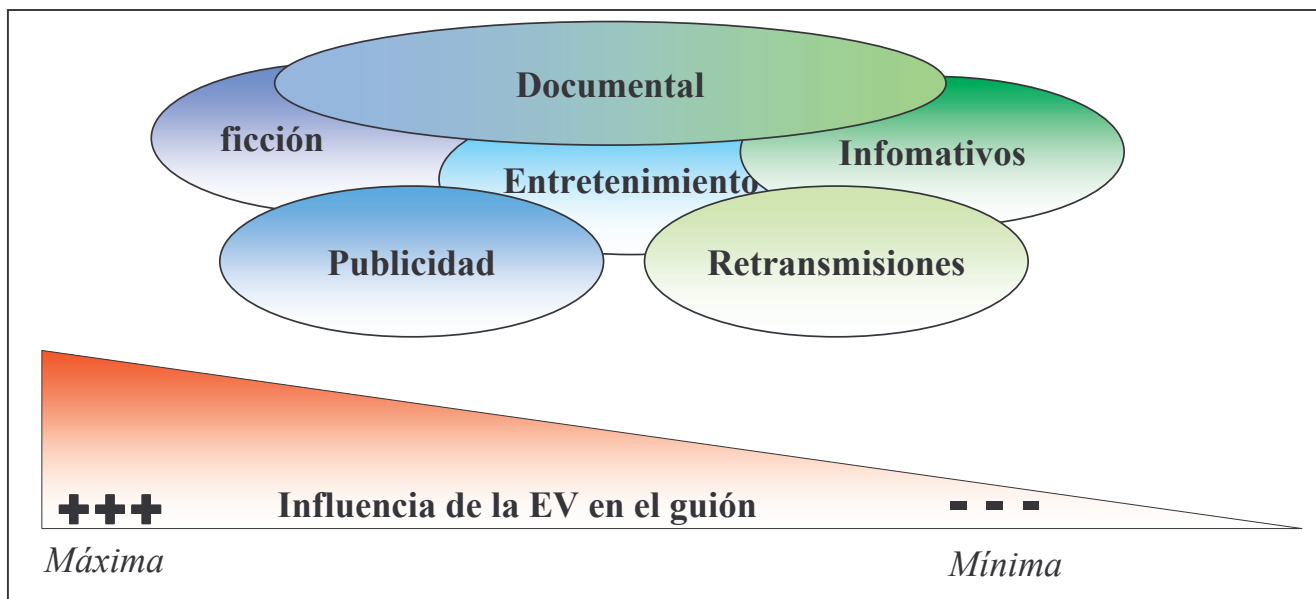 Documental
ficción
Infomativos
Entretenimiento
Publicidad
Retransmisiones
+++ Influencia de la EV en el guión - - -
Máxima
Mínima